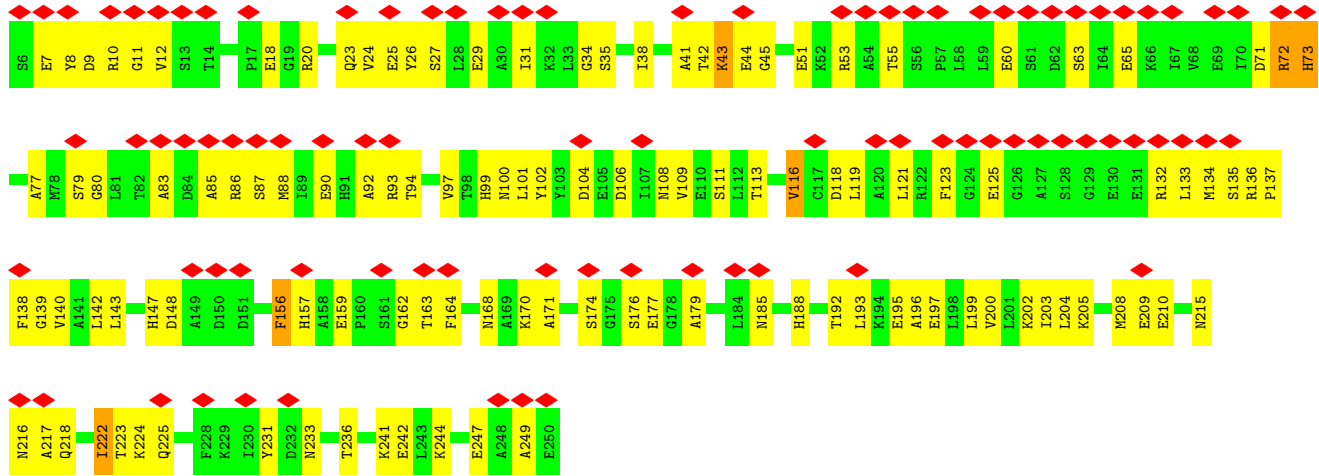 S6 E7 Y8 D9 R10 G11 V12 S13 T14 P17 E18 G19 R20 Q23 V24 E25 Y26 S27 L28 E29 A30 I31 K32 L33 G34 S35 I38 A41 T42 K43 E44 G45 E51 K52 R53 A54 T55 S56 P57 L58 L59 E60 S61 D62 S63 I64 E65 K66 I67 V68 E69 I70 D71 R72 H73
A77 M78 S79 G80 L81 T82 A83 D84 A85 R86 S87 M88 I89 E90 H91 A92 R93 T94 V97 T98 H99 N100 L101 Y102 Y103 D104 E105 D106 I107 N108 V109 E110 S111 L112 T113 V116 C117 D118 L119 A120 L121 R122 F123 G124 E125 G126 A127 S128 G129 E130 E131 R132 L133 M134 S135 R136 P137
F138 G139 V140 A141 L142 L143 H147 D148 A149 D150 D151 F156 H157 A158 E159 P160 S161 G162 T163 F164 N168 A169 K170 A171 S174 G175 S176 E177 G178 A179 L184 N185 H188 T192 L193 K194 E195 A196 E197 L198 L199 V200 L201 K202 I203 L204 K205 M208 E209 E210 N215
N216 A217 Q218 I222 T223 K224 Q225 F228 K229 I230 Y231 D232 N233 T236 K241 E242 L243 K244 E247 A248 A249 E250